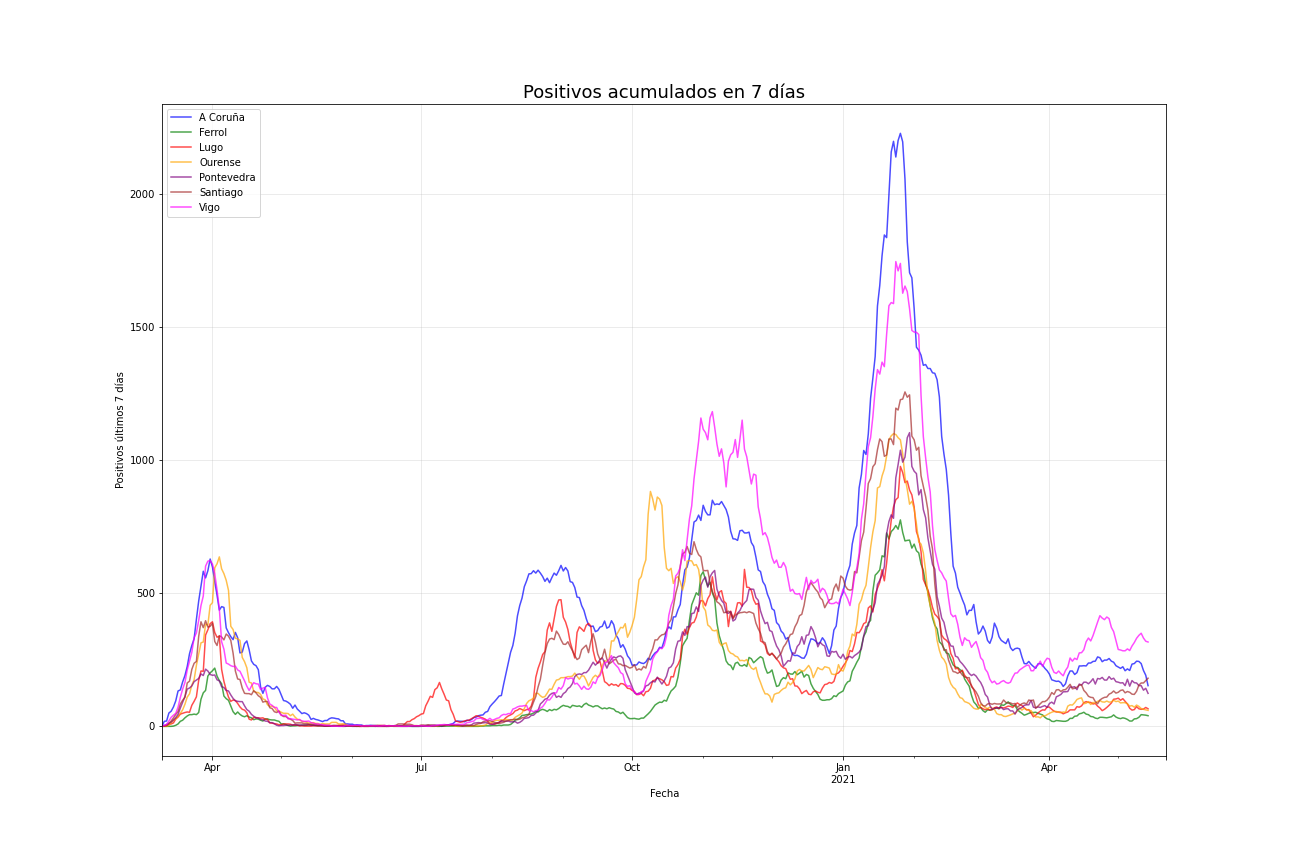 Positivos acumulados en 7 días
A Coruña
Ferrol
Lugo
Ourense
Pontevedra
Santiago
Vigo
Positivos últimos 7 días
2000
1500
1000
500
0
Apr
Jul
Oct
Jan
2021
Apr
Fecha